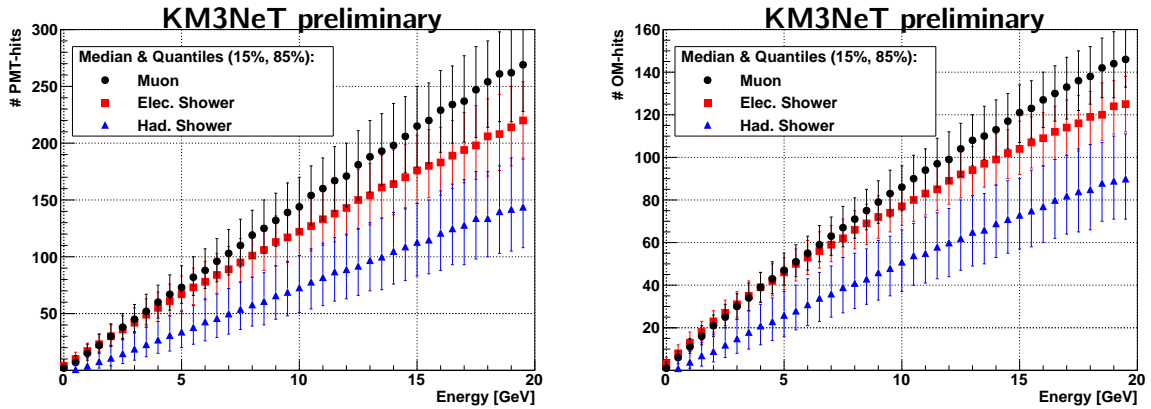 KM3NeT preliminary
# PMT-hits
300
250
200
150
100
50
Median & Quantiles (15%, 85%):
Muon
Elec. Shower
Had. Shower
0 5 10 15 20
Energy [GeV]
KM3NeT preliminary
# OM-hits
160
140
120
100
80
60
40
20
Median & Quantiles (15%, 85%):
Muon
Elec. Shower
Had. Shower
0 5 10 15 20
Energy [GeV]